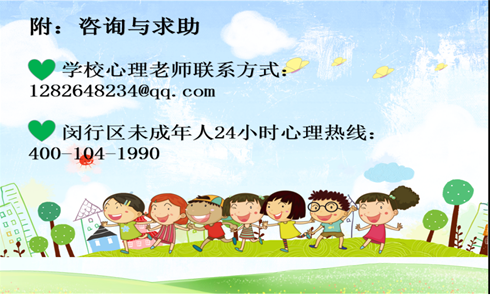 附：咨询与求助
学校心理老师联系方式：
1282648234@qq.com
闵行区未成年人24小时心理热线：
400-104-1990